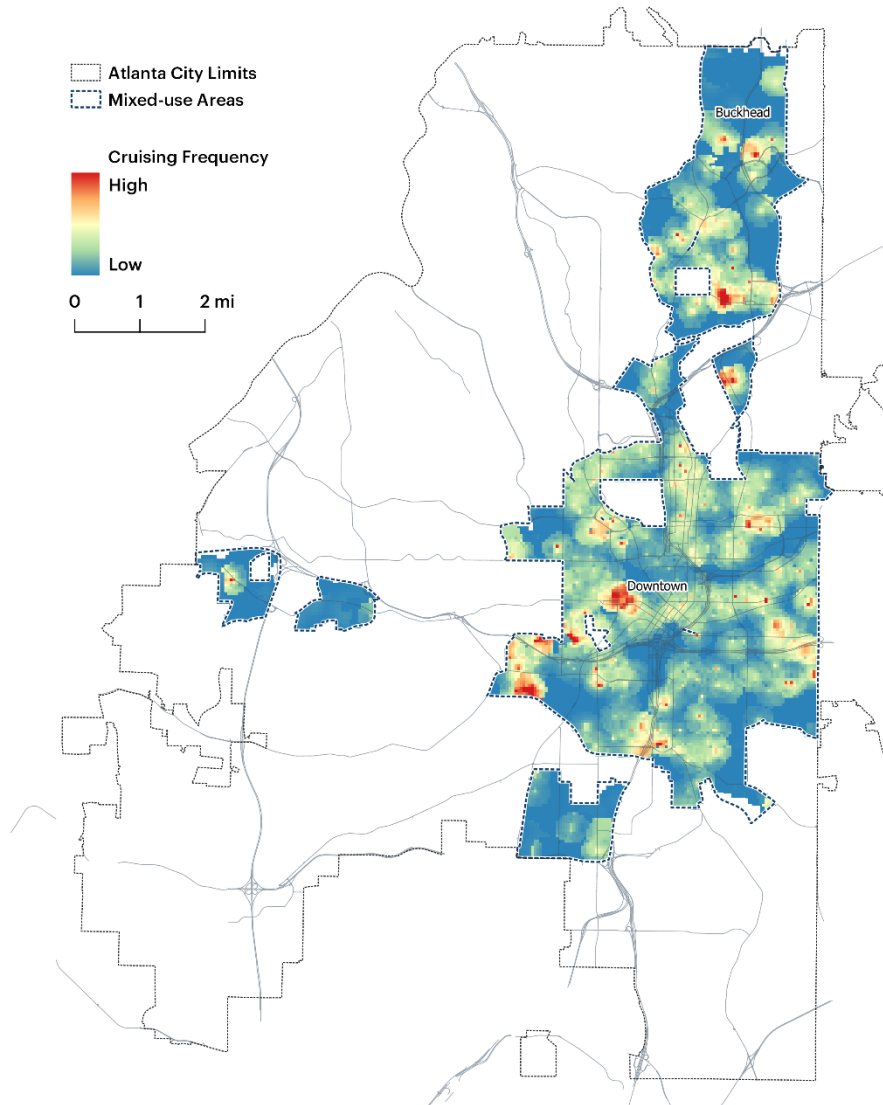 Atlanta City Limits
Mixed-use Areas
Cruising Frequency
High
Low
0 1 2 mi
Buckhead
Downtown